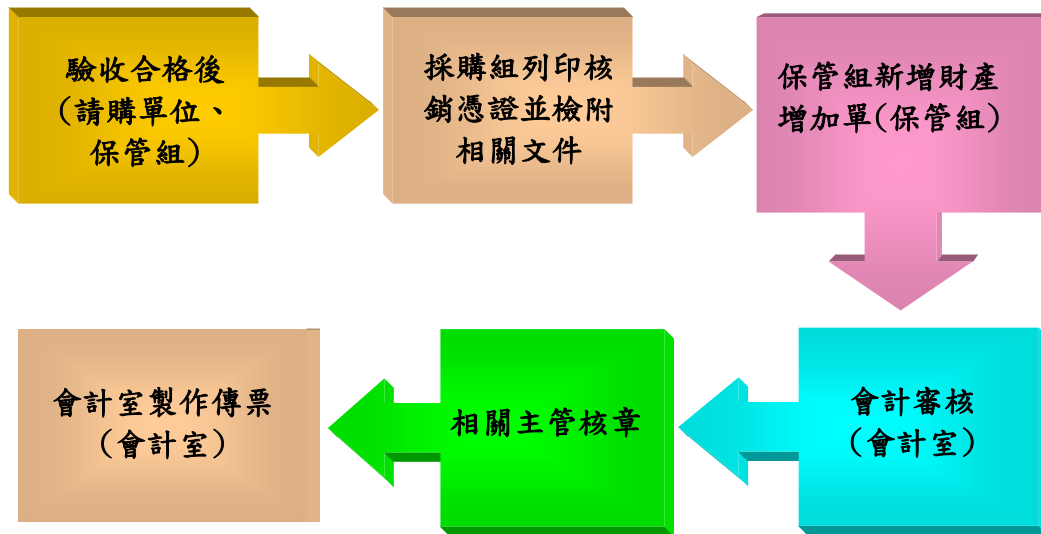 驗收合格後
(請購單位、
保管組)
採購組列印核
銷憑證並檢附
相關文件
保管組新增財產
增加單(保管組)
會計審核
(會計室)
相關主管核章
會計室製作傳票
(會計室)